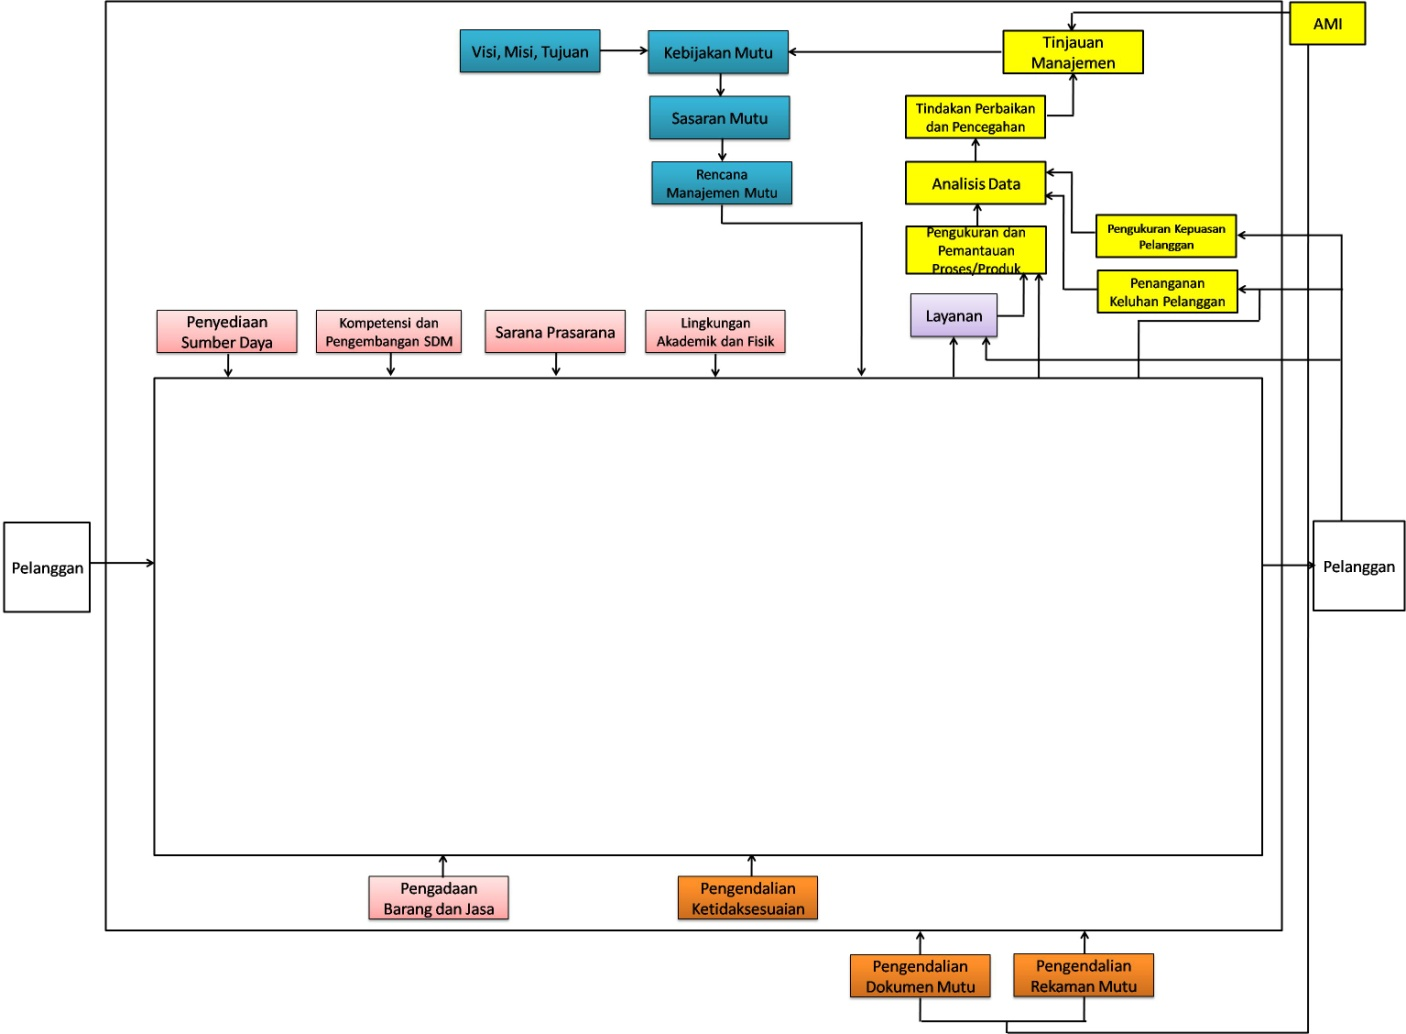 AMI
Visi, Misi, Tujuan
Kebijakan Mutu
Tinjauan
Manajemen
Sasaran Mutu
Tindakan Perbaikan
dan Pencegahan
Rencana
Manajemen Mutu
Analisis Data
Pengukuran dan
Pemantauan
Proses/Produk
Pengukuran Kepuasan
Pelanggan
Penanganan
Keluhan Pelanggan
Layanan
Penyediaan
Sumber Daya
Kompetensi dan
Pengembangan SDM
Sarana Prasarana
Lingkungan
Akademik dan Fisik
Pelanggan
Pelanggan
Pengadaan
Barang dan Jasa
Pengendalian
Ketidaksesuaian
Pengendalian
Dokumen Mutu
Pengendalian
Rekaman Mutu